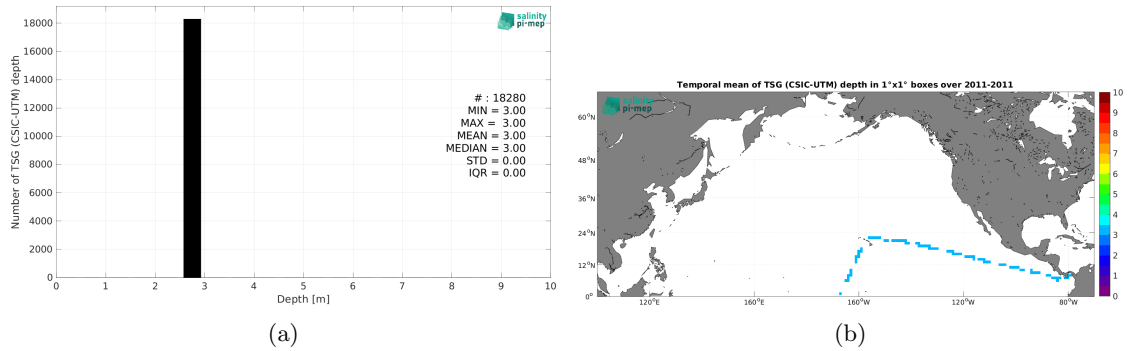 18000
16000
14000
12000
10000
8000
6000
4000
2000
0
Number of TSG (CSIC-UTM) depth
salinity
pi-mep
# : 18280
MIN = 3.00
MAX = 3.00
MEAN = 3.00
MEDIAN = 3.00
STD = 0.00
IQR = 0.00
0 1 2 3 4 5 6 7 8 9 10
Depth [m]
(a)
Temporal mean of TSG (CSIC-UTM) depth in 1°x1° boxes over 2011-2011
salinity
pi-mep
60°N
48°N
36°N
24°N
12°N
0°
120°E 160°E 160°W 120°W 80°W
10
9
8
7
6
5
4
3
2
1
0
(b)